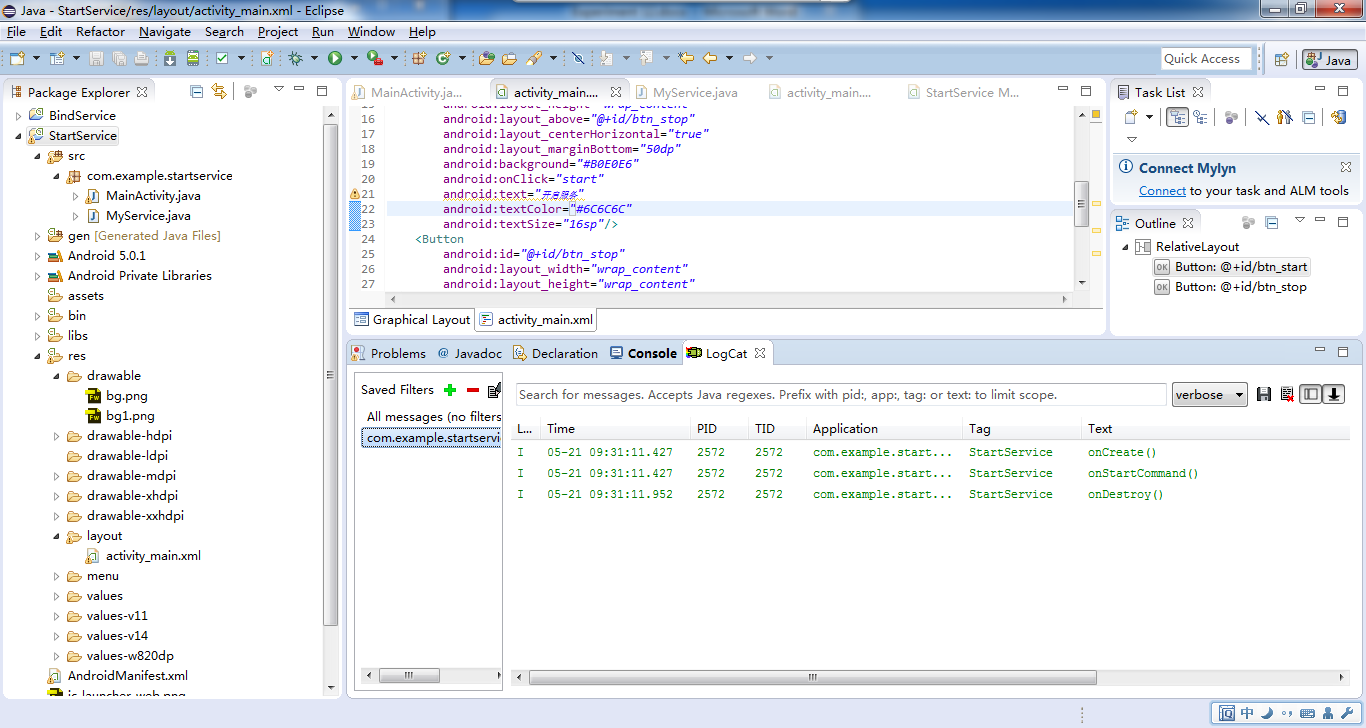 Java - StartService/res/layout/activity_main.xml - Eclipse
File Edit Refactor Navigate Search Project Run Window Help
Quick Access
Java
Package Explorer
BindService
StartService
src
com.example.startservice
MainActivity.java
MyService.java
gen [Generated Java Files]
Android 5.0.1
Android Private Libraries
assets
bin
libs
res
drawable
bg.png
bg1.png
drawable-hdpi
drawable-ldpi
drawable-mdpi
drawable-xhdpi
drawable-xxhdpi
layout
activity_main.xml
menu
values
values-v11
values-v14
values-w820dp
AndroidManifest.xml
ic_launcher-web.png
MainActivity.ja... activity_main.... MyService.java activity_main.... StartService M...
15 android:layout_height="wrap_content"
16 android:layout_above="@+id/btn_stop"
17 android:layout_centerHorizontal="true"
18 android:layout_marginBottom="50dp"
19 android:background="#B0E0E6"
20 android:onClick="start"
21 android:text="开启服务"
22 android:textColor="#6C6C6C"
23 android:textSize="16sp"/>
24 <Button
25 android:id="@+id/btn_stop"
26 android:layout_width="wrap_content"
27 android:layout_height="wrap_content"
Graphical Layout activity_main.xml
Task List
Connect Mylyn
Connect to your task and ALM tools
Outline
RelativeLayout
Button: @+id/btn_start
Button: @+id/btn_stop
Problems @ Javadoc Declaration Console LogCat
Saved Filters
All messages (no filters
com.example.startservi
Search for messages. Accepts Java regexes. Prefix with pid:, app:, tag: or text: to limit scope.
verbose
L... Time PID TID Application Tag Text
I 05-21 09:31:11.427 2572 2572 com.example.start... StartService onCreate()
I 05-21 09:31:11.427 2572 2572 com.example.start... StartService onStartCommand()
I 05-21 09:31:11.952 2572 2572 com.example.start... StartService onDestroy()
中